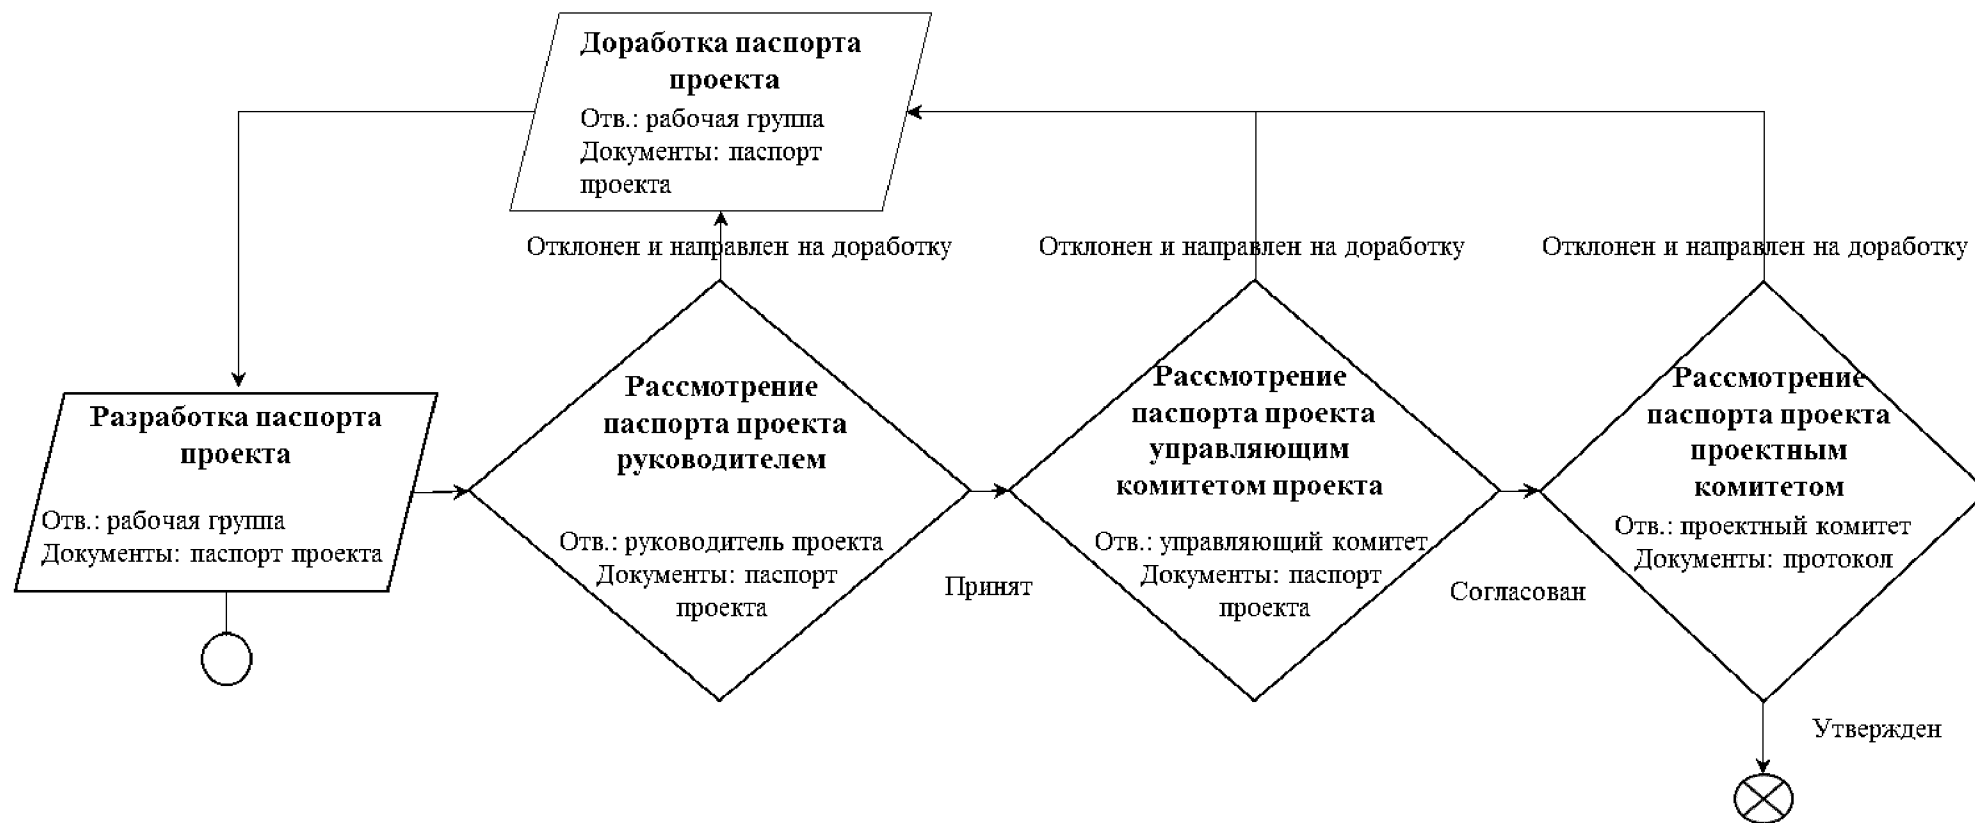 Доработка паспорта
проекта
Отв.: рабочая группа
Документы: паспорт
проекта
Отклонен и направлен на доработку
Отклонен и направлен на доработку
Отклонен и направлен на доработку
Разработка паспорта
проекта
Отв.: рабочая группа
Документы: паспорт проекта
Рассмотрение
паспорта проекта
руководителем
Отв.: руководитель проекта
Документы: паспорт
проекта
Принят
Рассмотрение
паспорта проекта
управляющим
комитетом проекта
Отв.: управляющий комитет
Документы: паспорт
проекта
Согласован
Рассмотрение
паспорта проекта
проектным
комитетом
Отв.: проектный комитет
Документы: протокол
Утвержден